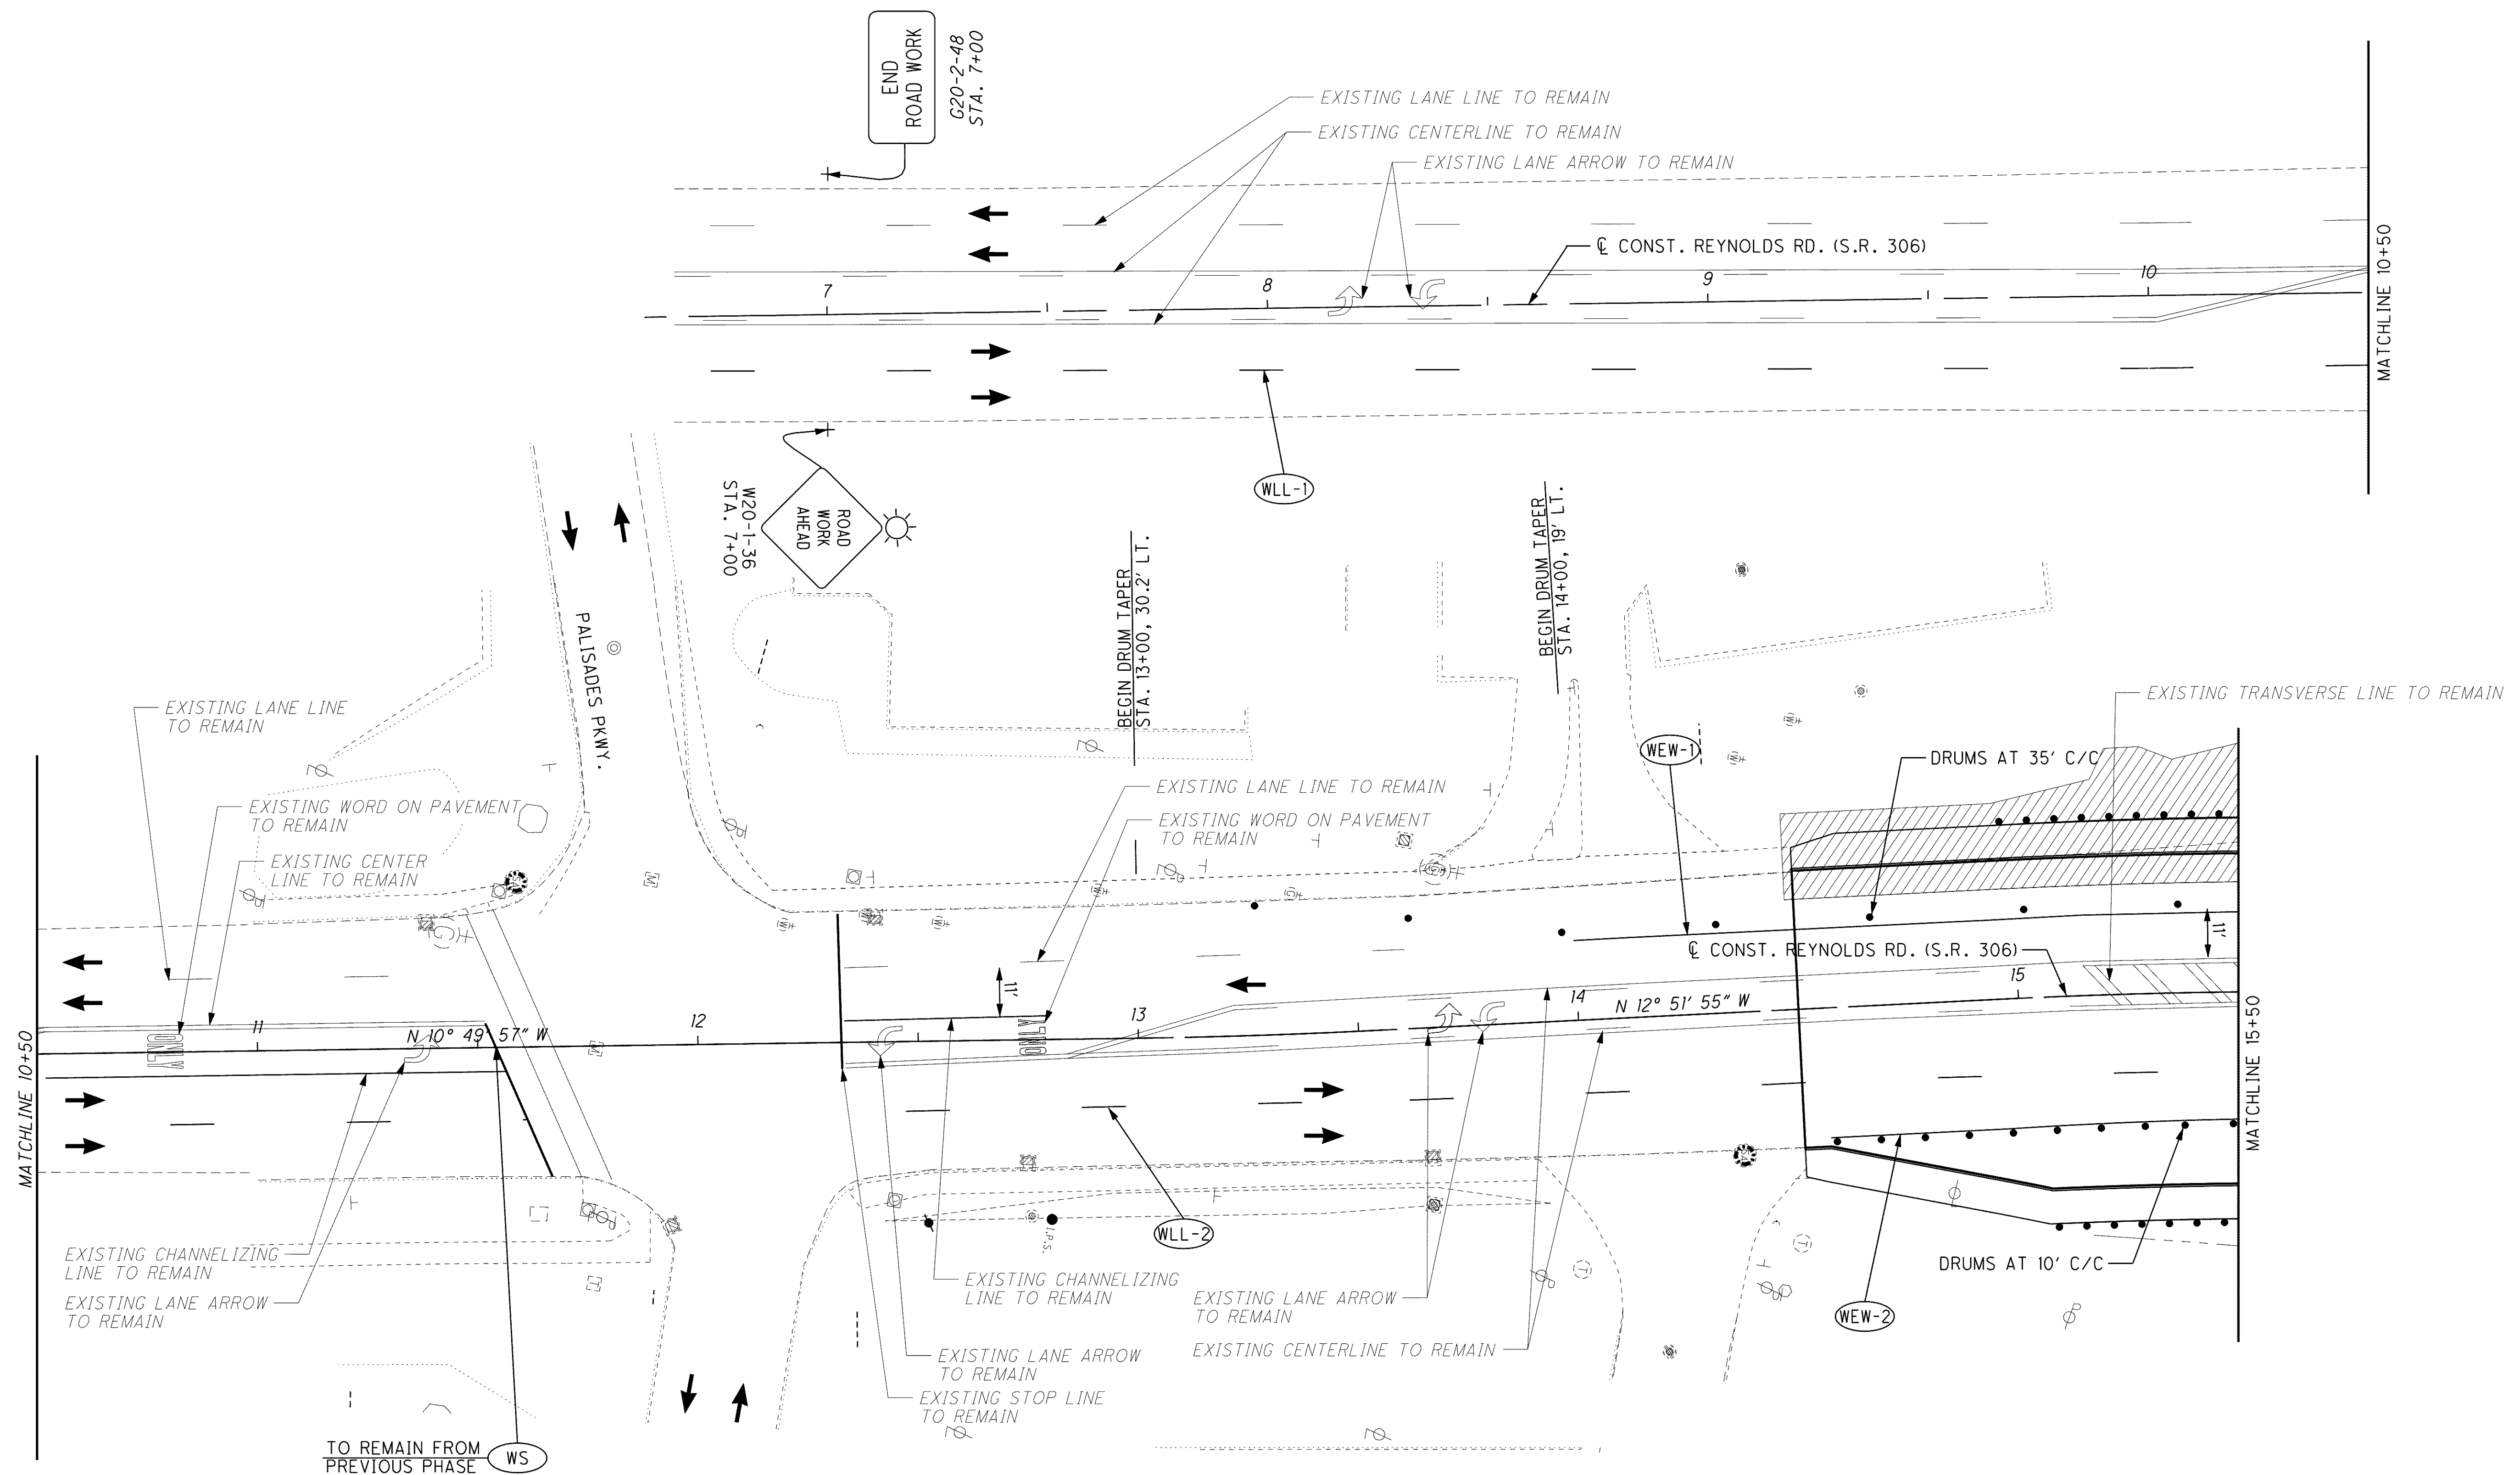 END
ROAD WORK
G20-2-48
STA. 7+00
EXISTING LANE LINE TO REMAIN
EXISTING CENTERLINE TO REMAIN
EXISTING LANE ARROW TO REMAIN
℄ CONST. REYNOLDS RD. (S.R. 306)
7
8
9
10
MATCHLINE 10+50
WLL-1
ROAD
WORK
AHEAD
W20-1-36
STA. 7+00
PALISADES PKWY.
BEGIN DRUM TAPER
STA. 13+00, 30.2' LT.
BEGIN DRUM TAPER
STA. 14+00, 19' LT.
EXISTING TRANSVERSE LINE TO REMAIN
EXISTING LANE LINE
TO REMAIN
WEW-1
DRUMS AT 35' C/C
EXISTING WORD ON PAVEMENT
TO REMAIN
EXISTING LANE LINE TO REMAIN
EXISTING WORD ON PAVEMENT
TO REMAIN
EXISTING CENTER
LINE TO REMAIN
M
(W)
(W)
(W)
(W)
(W)
(W)
(G)
(G)
(G)
℄ CONST. REYNOLDS RD. (S.R. 306)
11'
11'
11
12
13
14
15
N 10° 49' 57" W
N 12° 51' 55" W
ONLY
ONLY
M
MATCHLINE 10+50
MATCHLINE 15+50
WLL-2
I.P.S.
(T)
(T)
T
EXISTING CHANNELIZING
LINE TO REMAIN
EXISTING LANE ARROW
TO REMAIN
EXISTING CHANNELIZING
LINE TO REMAIN
EXISTING LANE ARROW
TO REMAIN
EXISTING CENTERLINE TO REMAIN
DRUMS AT 10' C/C
WEW-2
EXISTING LANE ARROW
TO REMAIN
EXISTING STOP LINE
TO REMAIN
TO REMAIN FROM
PREVIOUS PHASE
WS